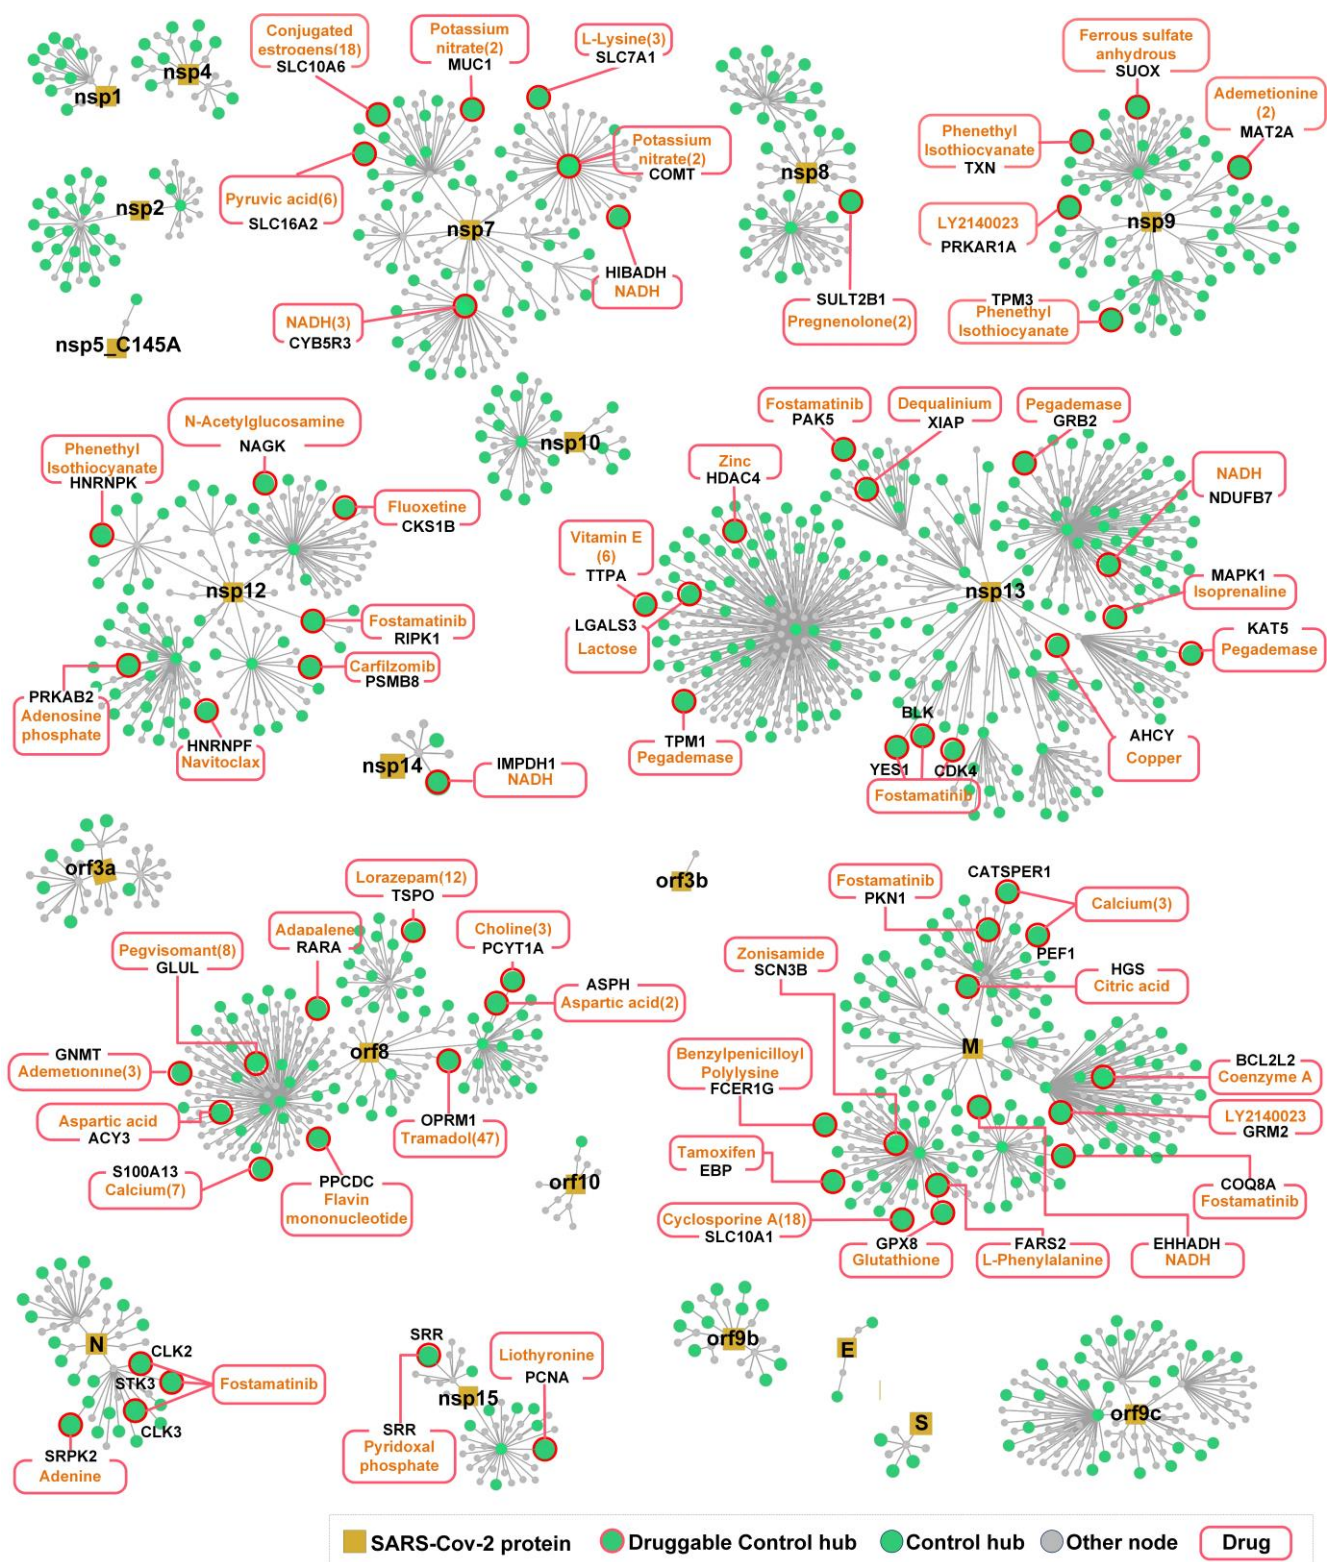 Conjugated
estrogens(18)
SLC10A6
Potassium
nitrate(2)
MUC1
L-Lysine(3)
SLC7A1
Ferrous sulfate
anhydrous
SUOX
nsp4
nsp1
Ademetionine
(2)
MAT2A
Phenethyl
Isothiocyanate
TXN
Potassium
nitrate(2)
COMT
nsp8
Pyruvic acid(6)
SLC16A2
nsp2
nsp7
LY2140023
PRKAR1A
nsp9
HIBADH
NADH
SULT2B1
Pregnenolone(2)
TPM3
Phenethyl
Isothiocyanate
NADH(3)
CYB5R3
nsp5_C145A
N-Acetylglucosamine
NAGK
Phenethyl
Isothiocyanate
HNRNPK
nsp10
Fluoxetine
CKS1B
nsp12
Fostamatinib
RIPK1
Carfilzomib
PSMB8
PRKAB2
Adenosine
phosphate
HNRNPF
Navitoclax
nsp14
IMPDH1
NADH
Fostamatinib
PAK5
Dequalinium
XIAP
Pegademase
GRB2
Zinc
HDAC4
NADH
NDUFB7
Vitamin E
(6)
TTPA
nsp13
MAPK1
Isoprenaline
LGALS3
Lactose
KAT5
Pegademase
TPM1
Pegademase
BLK
YES1
CDK4
Fostamatinib
AHCY
Copper
orf3a
orf3b
Lorazepam(12)
TSPO
Adapalene
RARA
Choline(3)
PCYT1A
Pegvisomant(8)
GLUL
ASPH
Aspartic acid(2)
orf8
GNMT
Ademetionine(3)
Aspartic acid
ACY3
OPRM1
Tramadol(47)
S100A13
Calcium(7)
PPCDC
Flavin
mononucleotide
orf10
Fostamatinib
PKN1
CATSPER1
Calcium(3)
PEF1
Zonisamide
SCN3B
HGS
Citric acid
M
Benzylpenicilloyl
Polylysine
FCER1G
BCL2L2
Coenzyme A
LY2140023
GRM2
Tamoxifen
EBP
COQ8A
Fostamatinib
Cyclosporine A(18)
SLC10A1
GPX8
Glutathione
FARS2
L-Phenylalanine
EHHADH
NADH
N
CLK2
STK3
Fostamatinib
CLK3
SRPK2
Adenine
SRR
Liothyronine
PCNA
nsp15
SRR
Pyridoxal
phosphate
orf9b
E
S
orf9c
SARS-Cov-2 protein
Druggable Control hub
Control hub
Other node
Drug